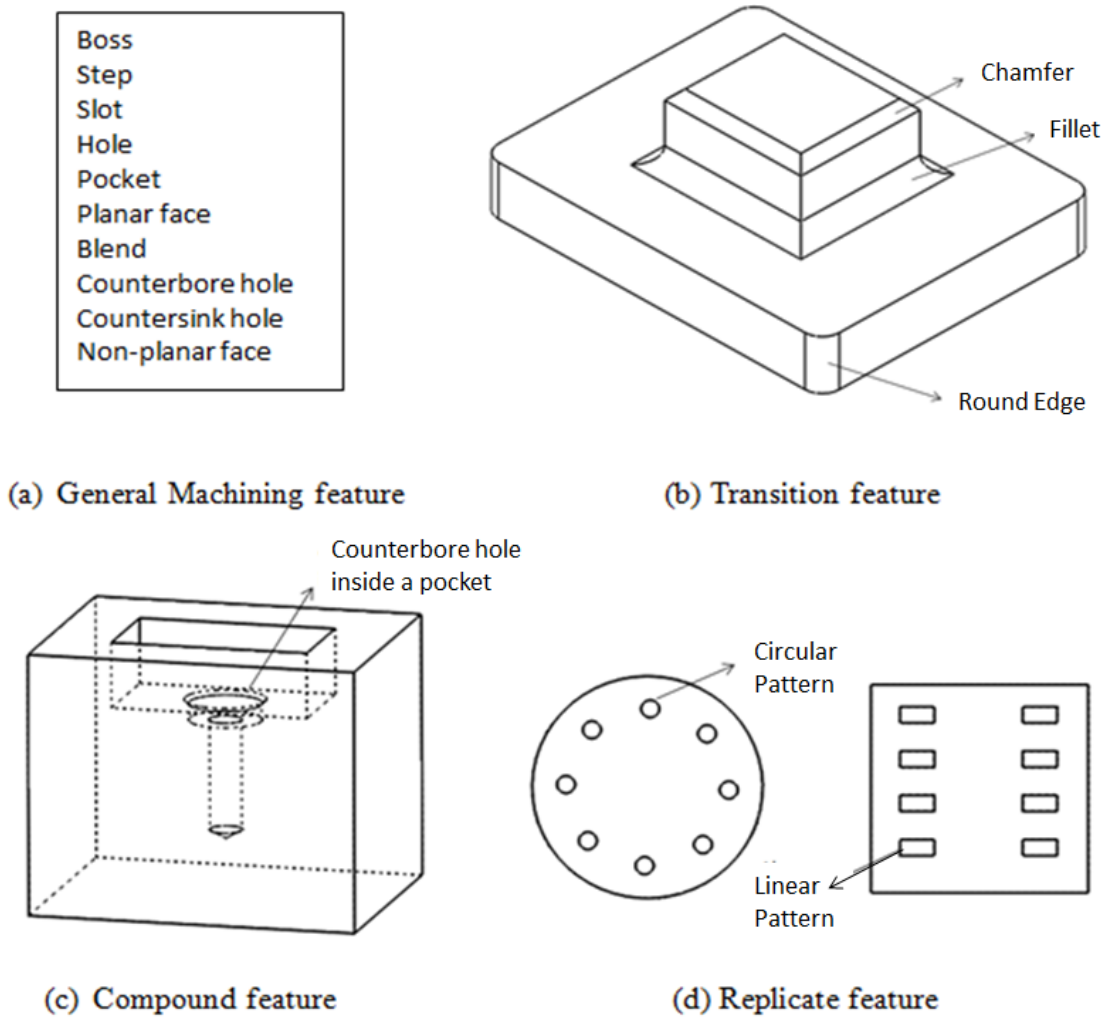 Boss
Step
Slot
Hole
Pocket
Planar face
Blend
Counterbore hole
Countersink hole
Non-planar face
(a) General Machining feature
Chamfer
Fillet
Round Edge
(b) Transition feature
Counterbore hole
inside a pocket
(c) Compound feature
Circular
Pattern
Linear
Pattern
(d) Replicate feature